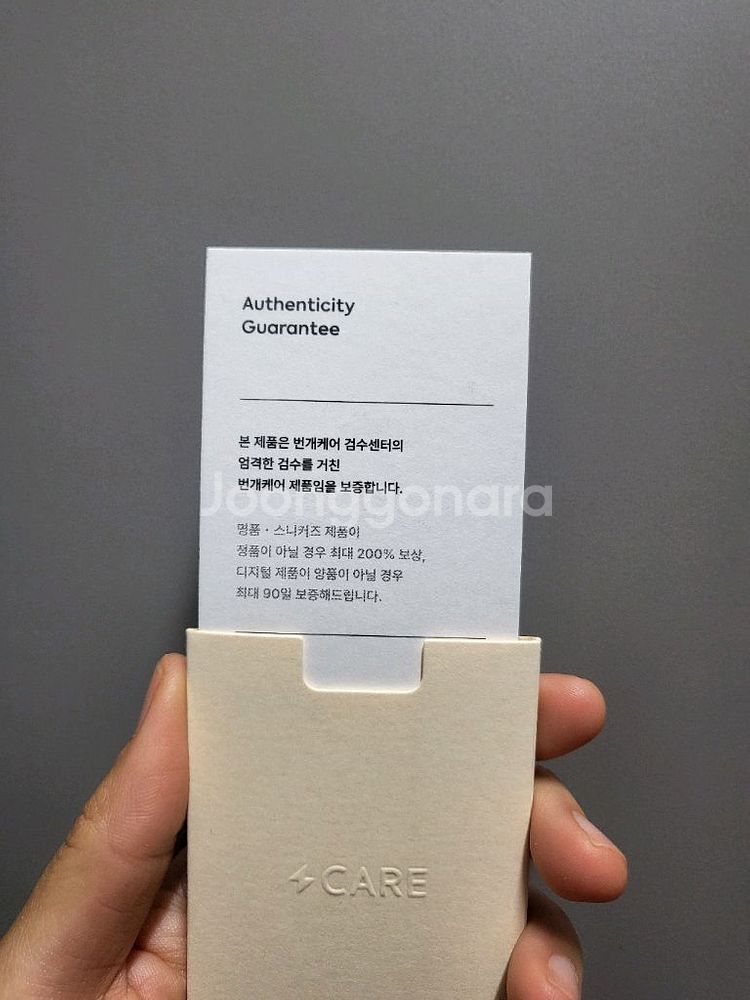 Authenticity
Guarantee
본 제품은 번개케어 검수센터의
엄격한 검수를 거친
번개케어 제품임을 보증합니다.
Joonggonara
명품 · 스니커즈 제품이
정품이 아닐 경우 최대 200% 보상,
디지털 제품이 양품이 아닐 경우
최대 90일 보증해드립니다.
CARE